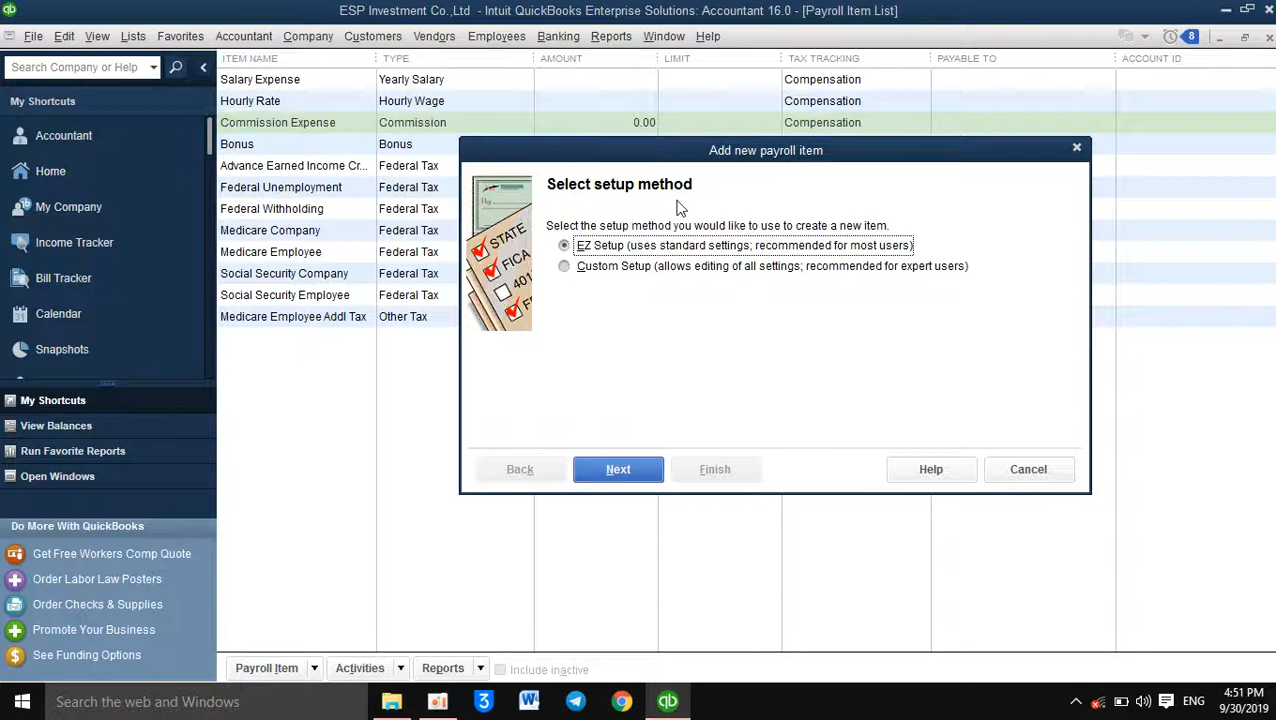 ESP Investment Co.,Ltd - Intuit QuickBooks Enterprise Solutions: Accountant 16.0 - [Payroll Item List]
File Edit View Lists Favorites Accountant Company Customers Vendors Employees Banking Reports Window Help 8
Search Company or Help
My Shortcuts
Accountant
Home
My Company
Income Tracker
Bill Tracker
Calendar
Snapshots
My Shortcuts
View Balances
Run Favorite Reports
Open Windows
Do More With QuickBooks
Get Free Workers Comp Quote
Order Labor Law Posters
Order Checks & Supplies
Promote Your Business
See Funding Options
ITEM NAME TYPE AMOUNT LIMIT TAX TRACKING PAYABLE TO ACCOUNT ID
Salary Expense Yearly Salary Compensation
Hourly Rate Hourly Wage Compensation
Commission Expense Commission 0.00 Compensation
Bonus Bonus
Advance Earned Income Cr... Federal Tax
Federal Unemployment Federal Tax
Federal Withholding Federal Tax
Medicare Company Federal Tax
Medicare Employee Federal Tax
Social Security Company Federal Tax
Social Security Employee Federal Tax
Medicare Employee Addl Tax Other Tax
Add new payroll item
Select setup method
Select the setup method you would like to use to create a new item.
EZ Setup (uses standard settings; recommended for most users)
Custom Setup (allows editing of all settings; recommended for expert users)
STATE
FICA
401
Back Next Finish Help Cancel
Payroll Item Activities Reports Include inactive
Search the web and Windows
ENG
4:51 PM
9/30/2019